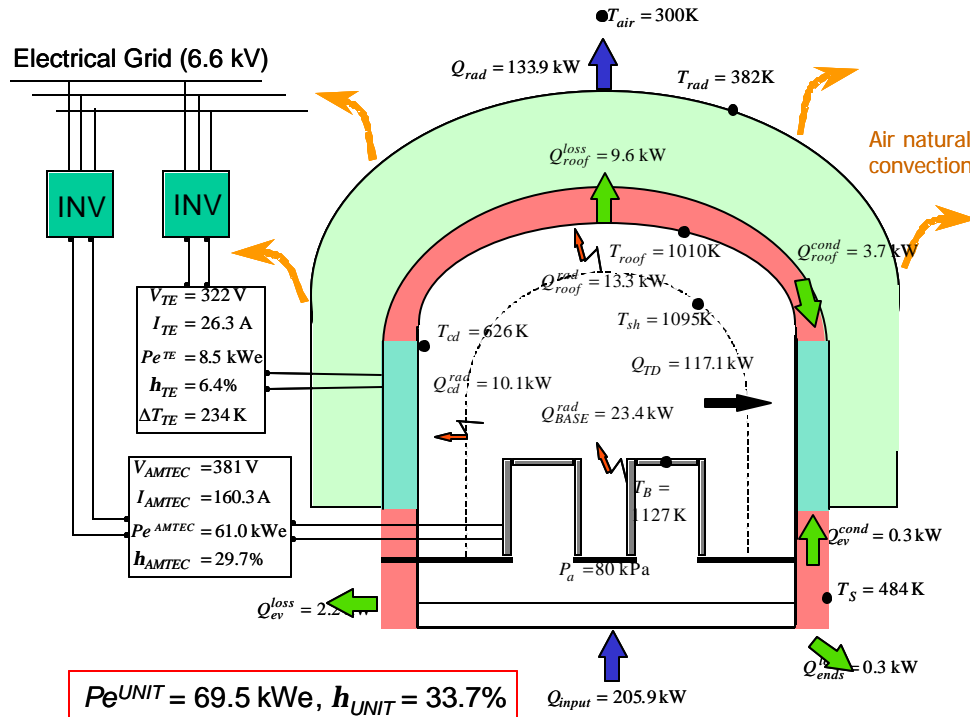 T_air = 300K
Electrical Grid (6.6 kV)
Q_rad = 133.9 kW
T_rad = 382K
Air natural
convection
Q_roof^loss = 9.6 kW
INV
INV
T_roof = 1010K
Q_roof^cond = 3.7 kW
Q_roof^rad = 13.3 kW
V_TE = 322 V
I_TE = 26.3 A
Pe^TE = 8.5 kWe
h_TE = 6.4%
ΔT_TE = 234 K
T_cd = 626K
T_sh = 1095K
Q_cd^rad = 10.1kW
Q_TD = 117.1 kW
Q_BASE^rad = 23.4 kW
V_AMTEC = 381 V
I_AMTEC = 160.3 A
Pe^AMTEC = 61.0 kWe
h_AMTEC = 29.7%
T_B =
1127 K
Q_ev^cond = 0.3 kW
P_a = 80 kPa
T_S = 484 K
Q_ev^loss = 2.2
Q_ends = 0.3 kW
Q_input = 205.9 kW
Pe^UNIT = 69.5 kWe, h_UNIT = 33.7%